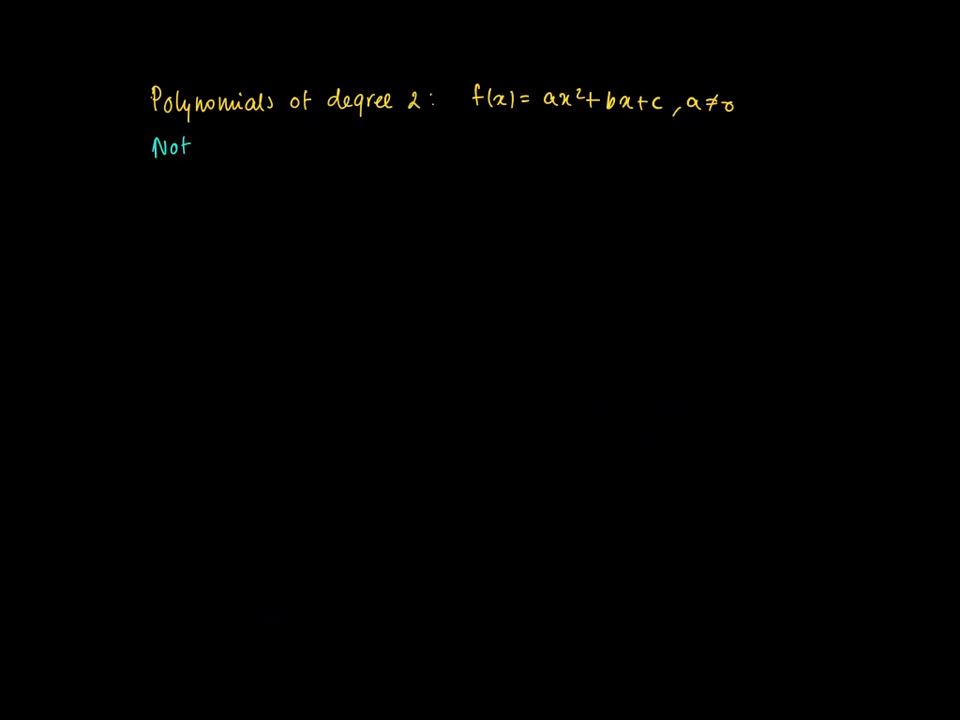 Polynomials of degree 2: f(x) = ax²+ bx+c , a≠0
Not